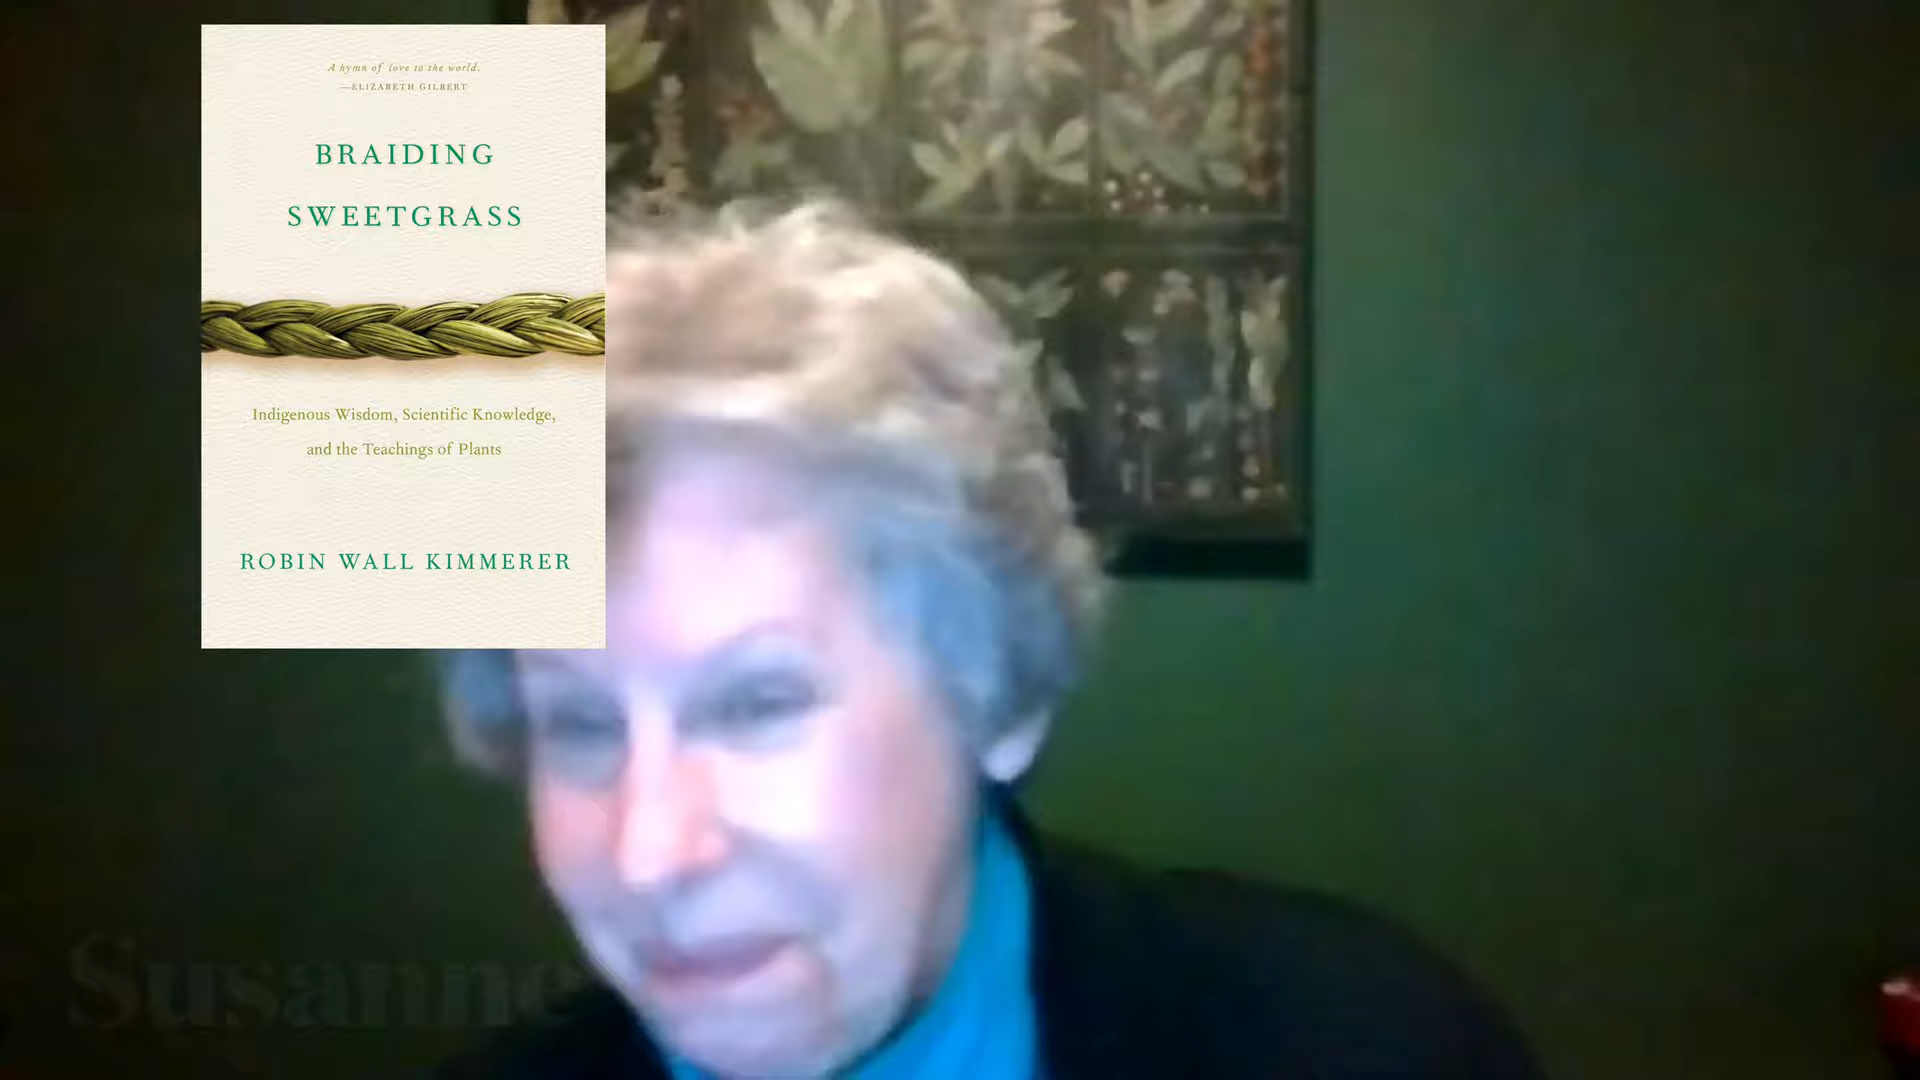 A hymn of love to the world.
—ELIZABETH GILBERT
BRAIDING
SWEETGRASS
Indigenous Wisdom, Scientific Knowledge,
and the Teachings of Plants
ROBIN WALL KIMMERER
Susanne